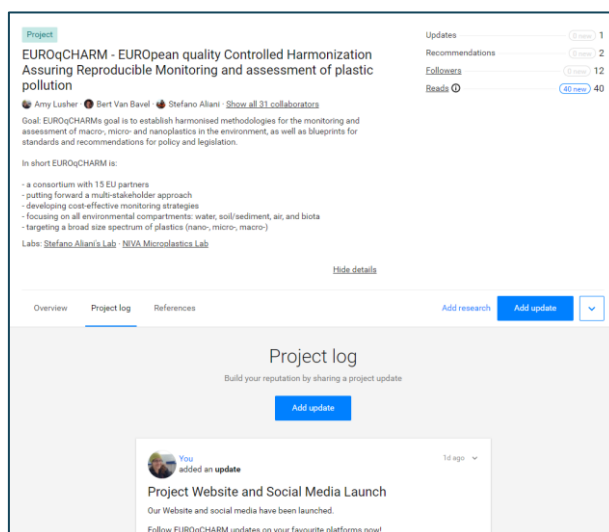 Project
EUROqCHARM - EUROpean quality Controlled Harmonization
Assuring Reproducible Monitoring and assessment of plastic
pollution
Amy Lusher · Bert Van Bavel · Stefano Aliani · Show all 31 collaborators
Goal: EUROqCHARMs goal is to establish harmonised methodologies for the monitoring and
assessment of macro-, micro- and nanoplastics in the environment, as well as blueprints for
standards and recommendations for policy and legislation.
In short EUROqCHARM is:
- a consortium with 15 EU partners
- putting forward a multi-stakeholder approach
- developing cost-effective monitoring strategies
- focusing on all environmental compartments: water, soil/sediment, air, and biota
- targeting a broad size spectrum of plastics (nano-, micro-, macro-)
Labs: Stefano Aliani's Lab · NIVA Microplastics Lab
Updates 0 new 1
Recommendations 0 new 2
Followers 0 new 12
Reads 40 new 40
Hide details
Overview Project log References Add research Add update
Project log
Build your reputation by sharing a project update
Add update
You 1d ago
added an update
Project Website and Social Media Launch
Our Website and social media have been launched.
Follow EUROqCHARM updates on your favourite platforms now!